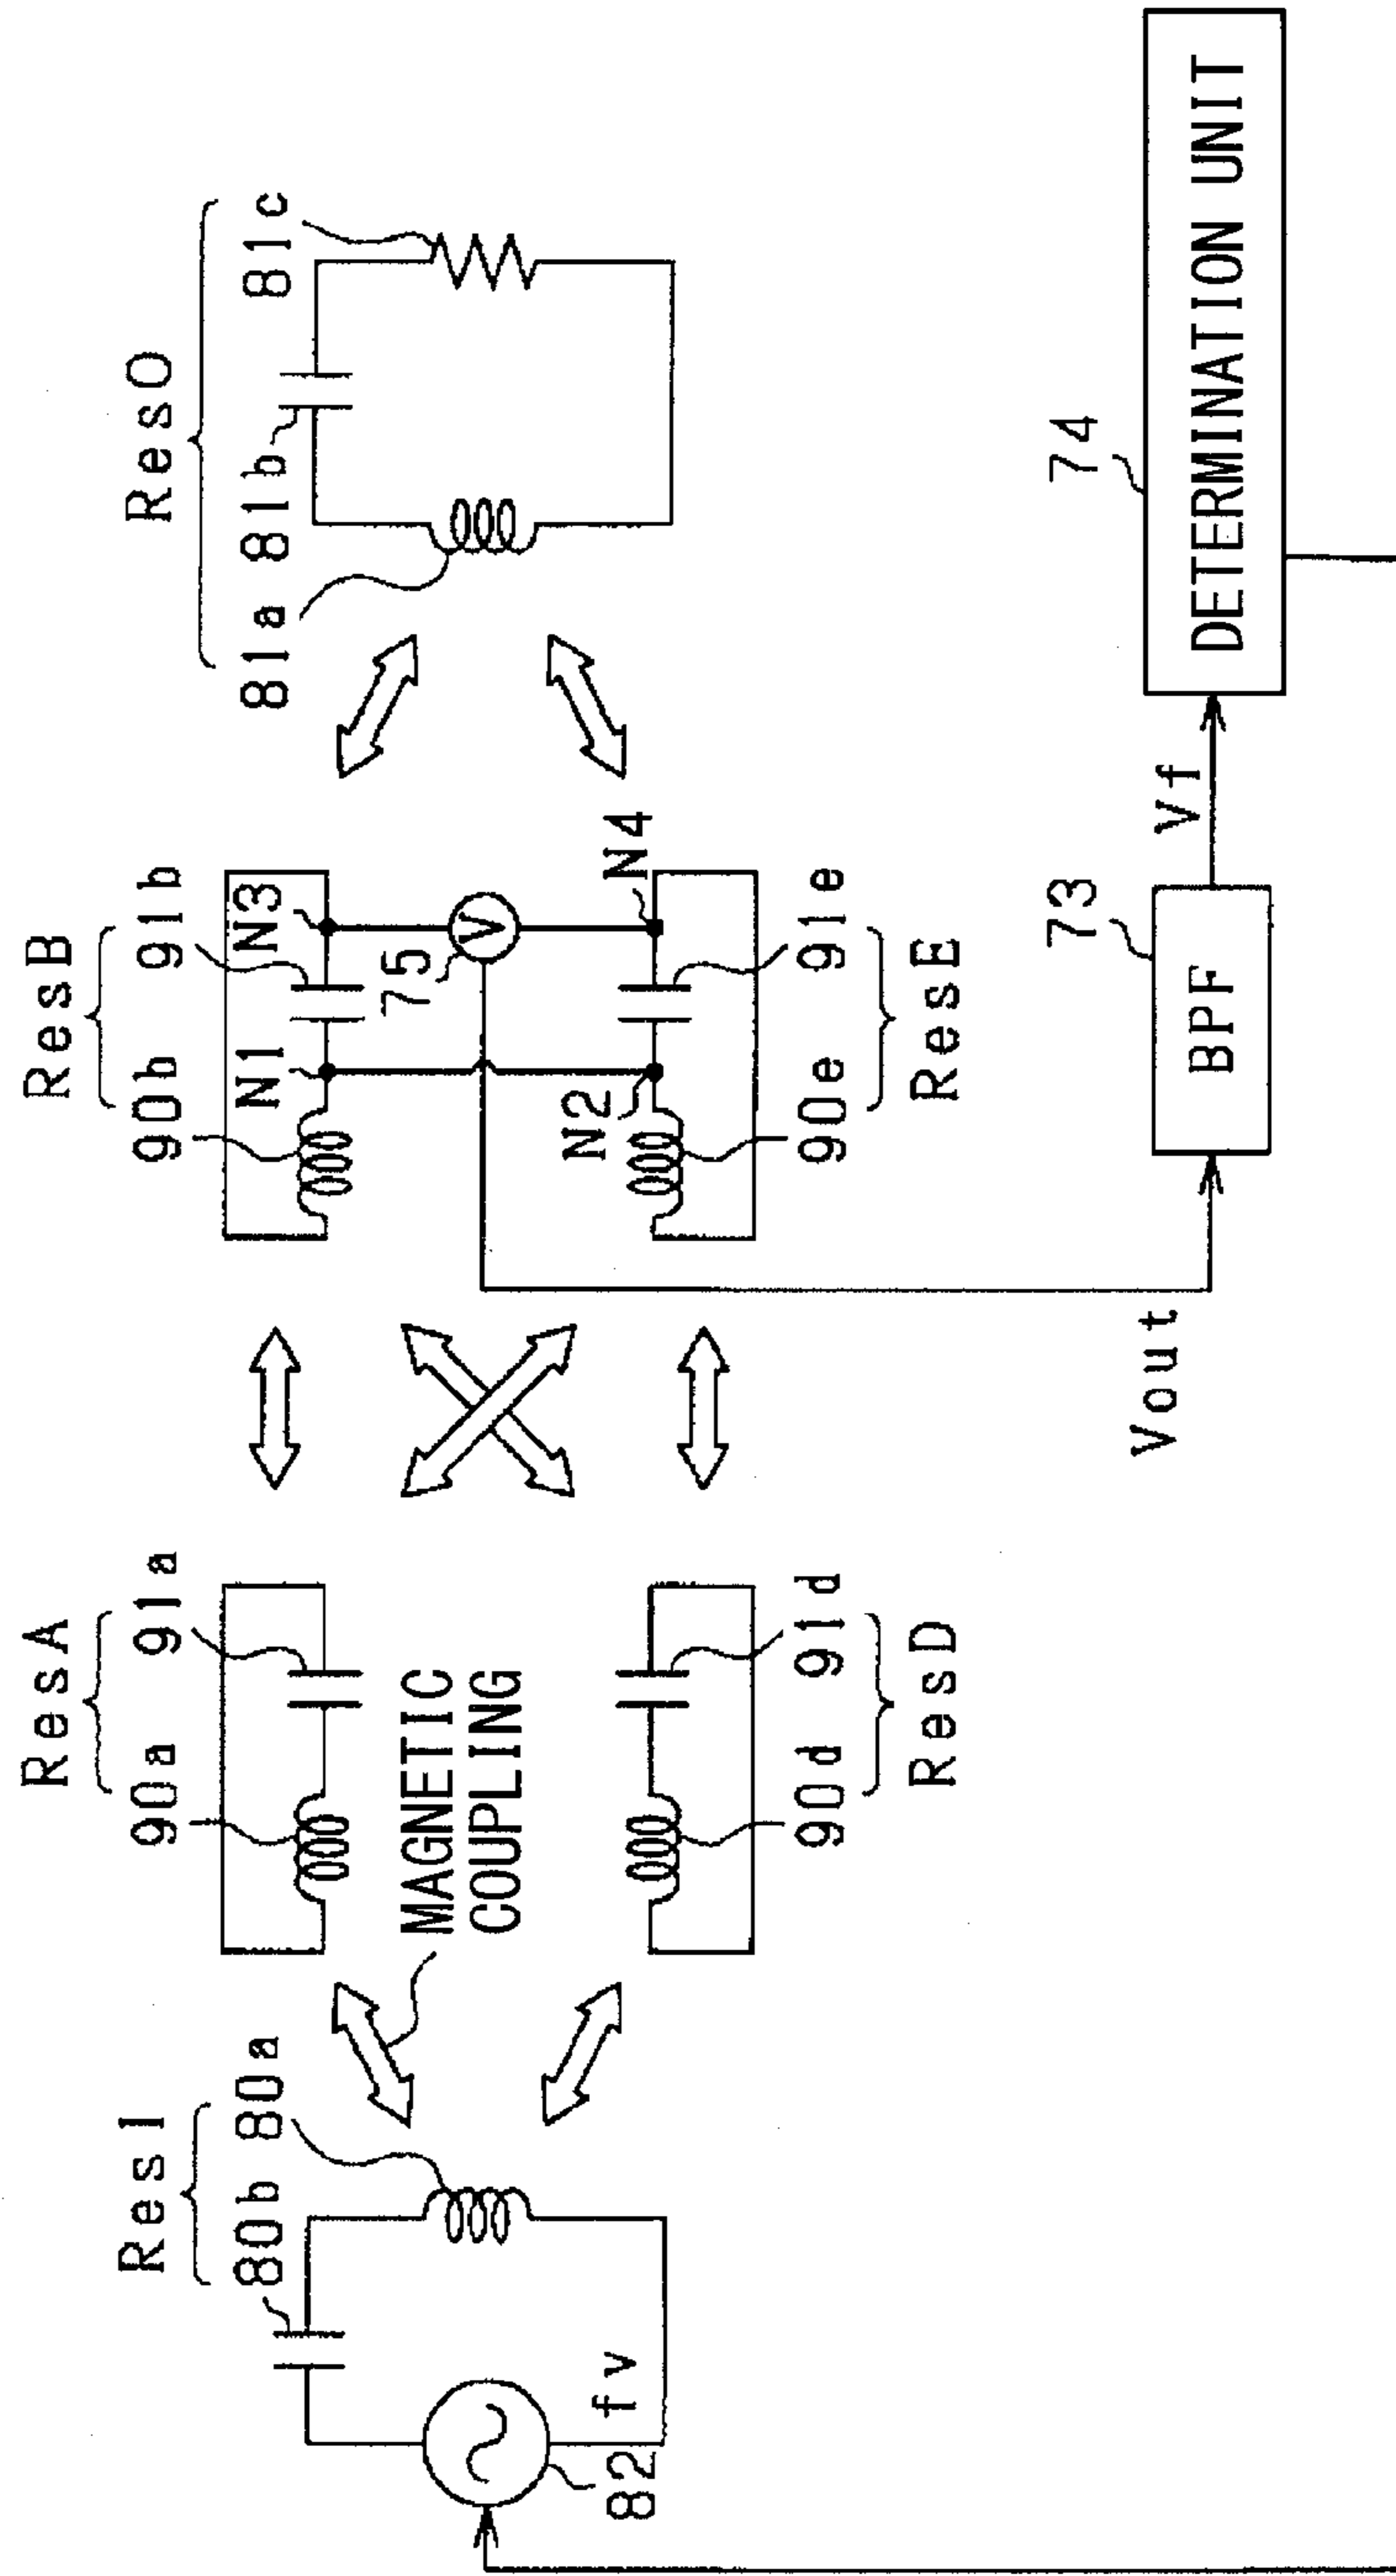 ResI
80b 80a
82
fv
MAGNETIC
COUPLING
ResA
90a 91a
90d 91d
ResD
ResB
90b 91b
N1
N3
75
V
N2
N4
90e 91e
ResE
ResO
81a 81b 81c
Vout
73
BPF
Vf
74
DETERMINATION UNIT